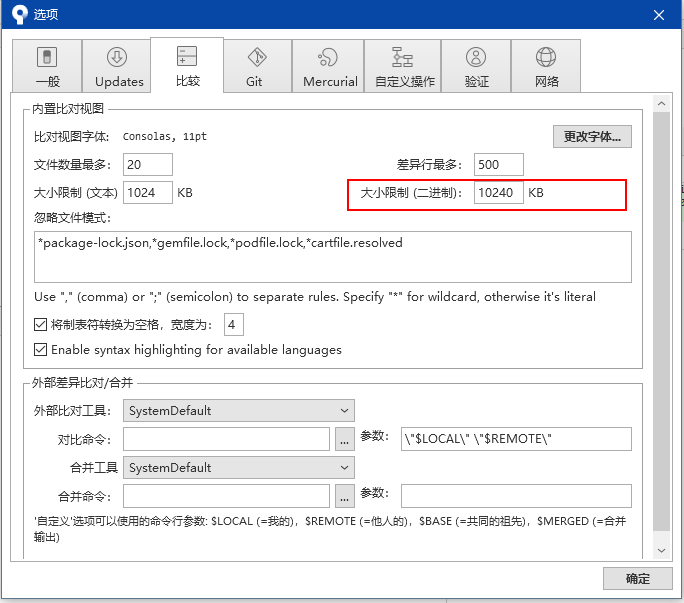 选项
一般
Updates
比较
Git
Mercurial
自定义操作
验证
网络
内置比对视图
比对视图字体: Consolas, 11pt 更改字体...
文件数量最多: 20 差异行最多: 500
大小限制 (文本) 1024 KB 大小限制 (二进制): 10240 KB
忽略文件模式:
*package-lock.json,*gemfile.lock,*podfile.lock,*cartfile.resolved
Use "," (comma) or ";" (semicolon) to separate rules. Specify "*" for wildcard, otherwise it's literal
将制表符转换为空格，宽度为: 4
Enable syntax highlighting for available languages
外部差异比对/合并
外部比对工具: SystemDefault
对比命令: ... 参数: \"$LOCAL\" \"$REMOTE\"
合并工具 SystemDefault
合并命令: ... 参数:
'自定义'选项可以使用的命令行参数: $LOCAL (=我的)，$REMOTE (=他人的)，$BASE (=共同的祖先)，$MERGED (=合并
输出)
确定